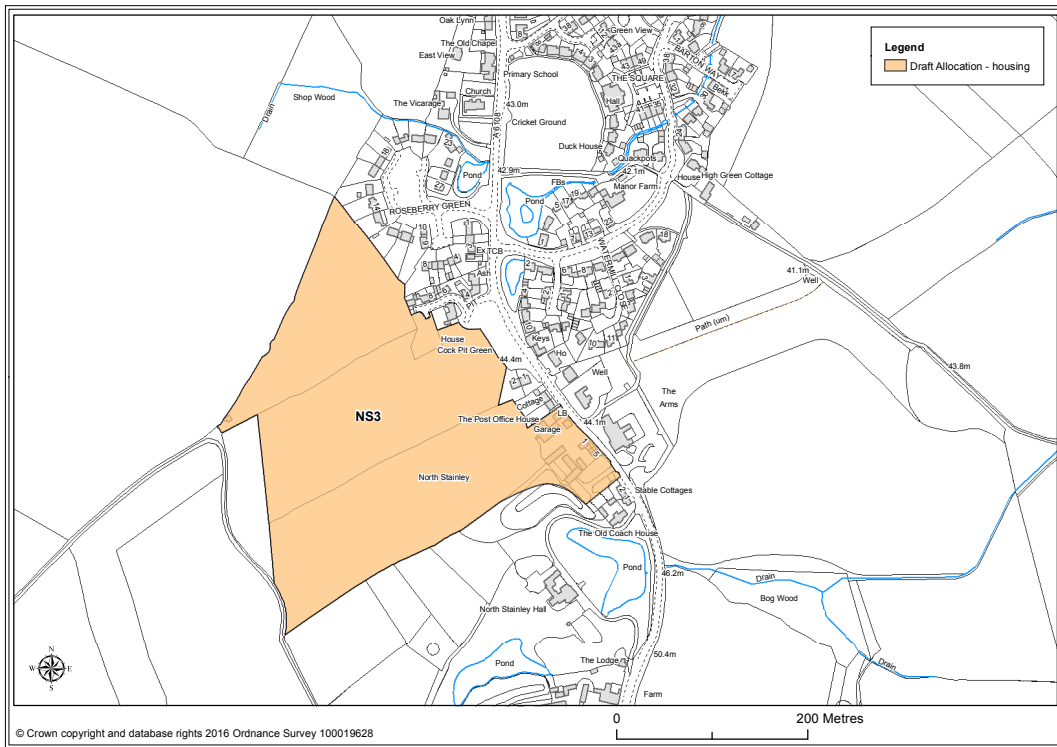 Oak Lynn
The Old Chapel
East View
Primary School
Green View
THE SQUARE
BARTON WAY
Beck
Legend
Draft Allocation - housing
Shop Wood
Drain
The Vicarage
Church
43.0m
A 6108
Cricket Ground
Hall
Duck House
Quackpots
42.9m
42.1m
Pond
FBs
Pond
Manor Farm
House
High Green Cottage
ROSEBERRY GREEN
TCB
WATERMILL CLOSE
41.1m
Well
Path (um)
43.8m
House
Cock Pit Green
44.4m
Keys
Ho
Well
The
Arms
Cottage
LB
44.1m
The Post Office House
Garage
NS3
North Stainley
Stable Cottages
The Old Coach House
Pond
46.2m
Drain
Bog Wood
Drain
North Stainley Hall
Pond
The Lodge
50.4m
Farm
N
W
E
S
0
200 Metres
© Crown copyright and database rights 2016 Ordnance Survey 100019628